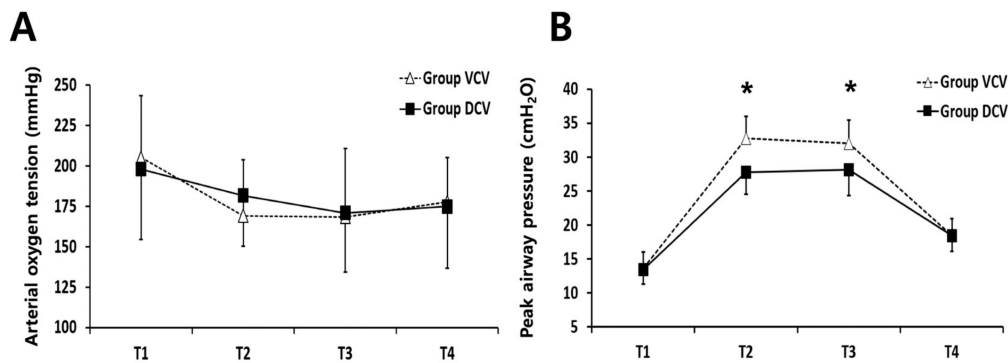 A
Arterial oxygen tension (mmHg)
250
225
200
175
150
125
100
Group VCV
Group DCV
T1 T2 T3 T4
B
Peak airway pressure (cmH₂O)
40
35
30
25
20
15
10
5
Group VCV
Group DCV
* *
T1 T2 T3 T4